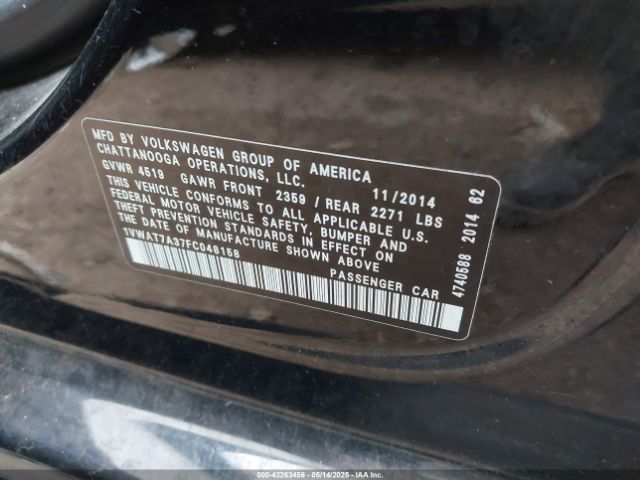 MFD BY VOLKSWAGEN GROUP OF AMERICA
CHATTANOOGA OPERATIONS, LLC. 11/2014
GVWR 4519 GAWR FRONT 2359 / REAR 2271 LBS
THIS VEHICLE CONFORMS TO ALL APPLICABLE U.S.
FEDERAL MOTOR VEHICLE SAFETY, BUMPER AND
THEFT PREVENTION STANDARDS IN EFFECT ON
THE DATE OF MANUFACTURE SHOWN ABOVE
1VWAT7A37FC048158
PASSENGER CAR
4740588 2014 62
000-42263456 - 05/14/2025 - IAA Inc.